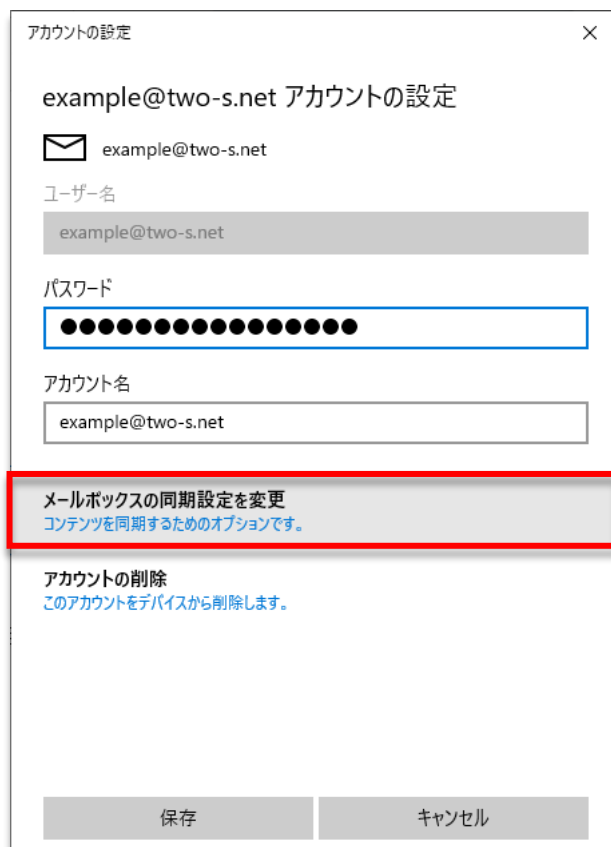 アカウントの設定
example@two-s.net アカウントの設定
example@two-s.net
ユーザー名
example@two-s.net
パスワード
●●●●●●●●●●●●●●●●
アカウント名
example@two-s.net
メールボックスの同期設定を変更
コンテンツを同期するためのオプションです。
アカウントの削除
このアカウントをデバイスから削除します。
保存 キャンセル